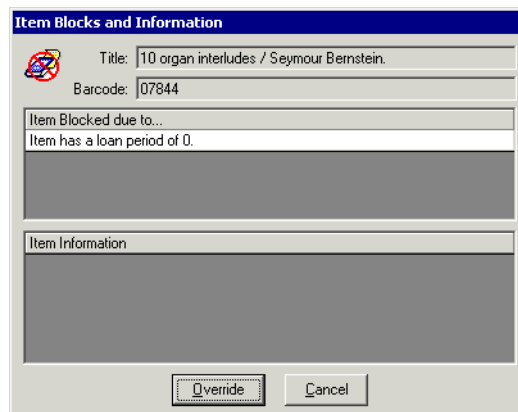 Item Blocks and Information
Title: 10 organ interludes / Seymour Bernstein.
Barcode: 07844
Item Blocked due to...
Item has a loan period of 0.
Item Information
Override Cancel